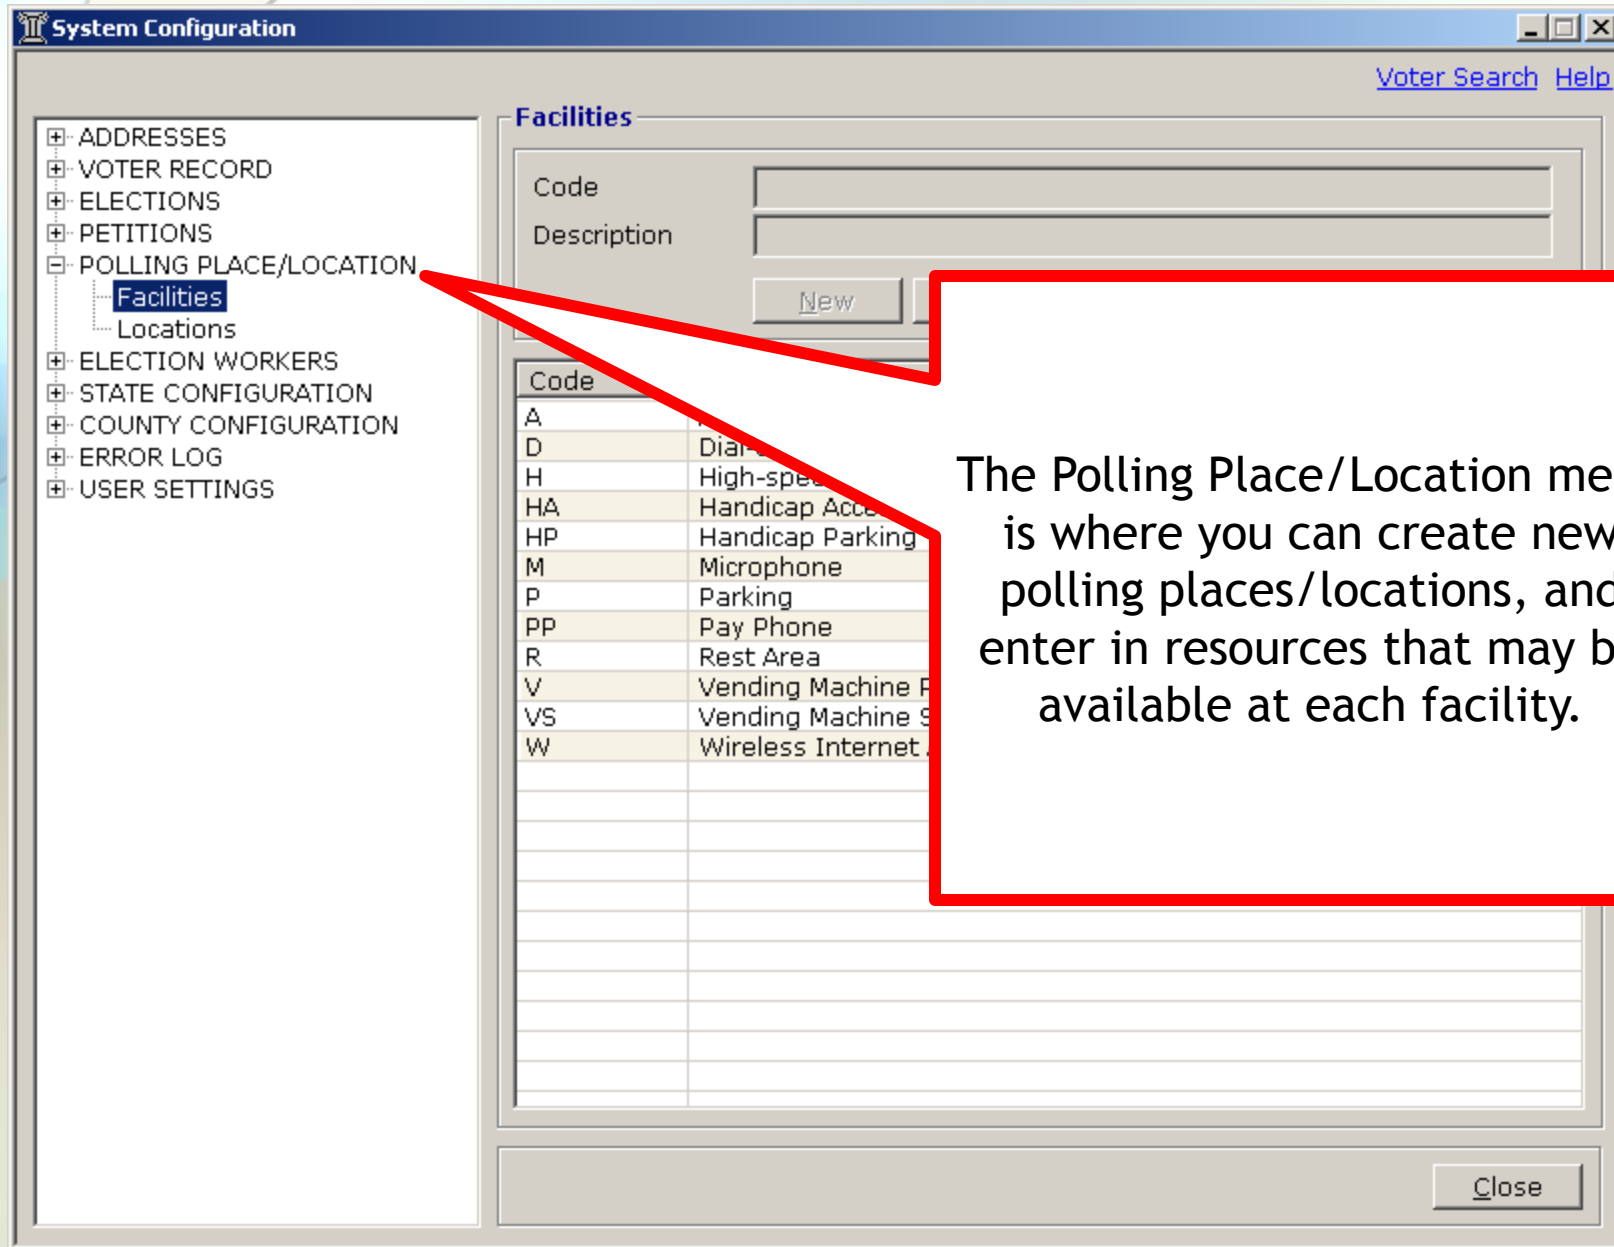 System Configuration
Voter Search Help
ADDRESSES
VOTER RECORD
ELECTIONS
PETITIONS
POLLING PLACE/LOCATION
Facilities
Locations
ELECTION WORKERS
STATE CONFIGURATION
COUNTY CONFIGURATION
ERROR LOG
USER SETTINGS
Facilities
Code
Description
New
Code
A
D
H
HA Handicap
HP Handicap Parking
M Microphone
P Parking
PP Pay Phone
R Rest Area
V Vending Machine
VS Vending Machine
W Wireless Internet
The Polling Place/Location
is where you can create new
polling places/locations, and
enter in resources that may
available at each facility.
Close